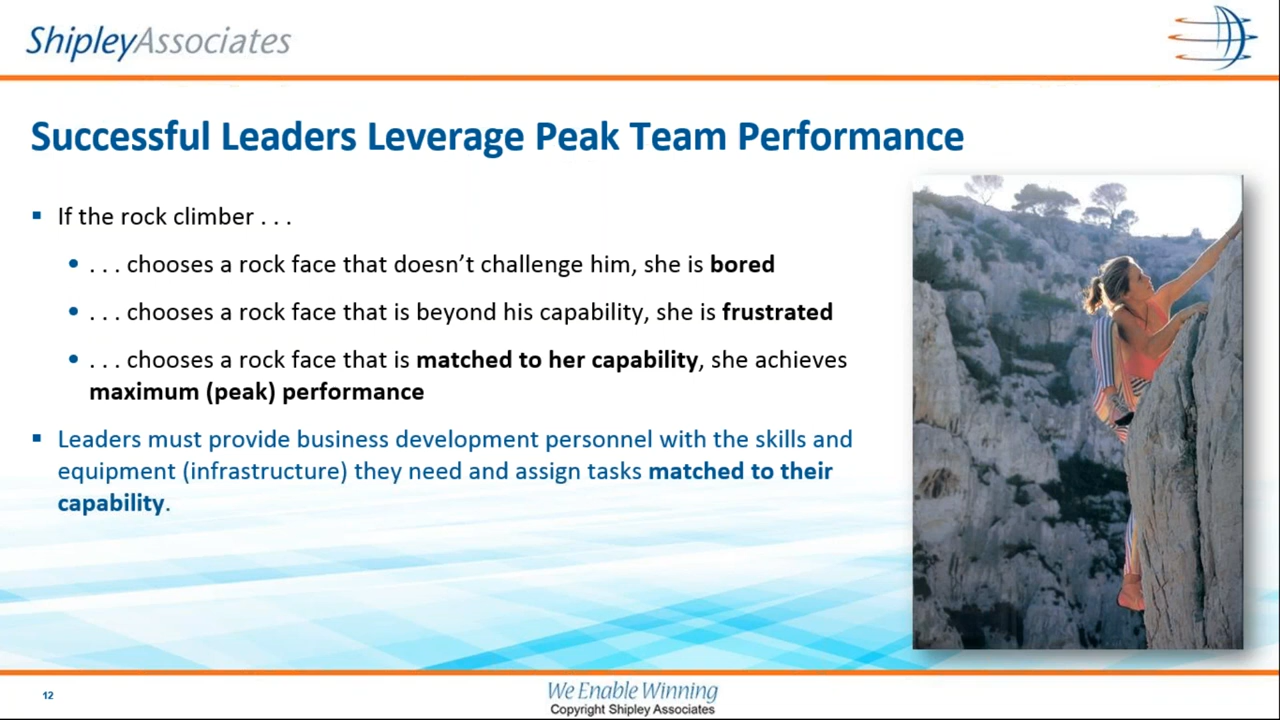 ShipleyAssociates
Successful Leaders Leverage Peak Team Performance
▪ If the rock climber . . .
• . . . chooses a rock face that doesn’t challenge him, she is bored
• . . . chooses a rock face that is beyond his capability, she is frustrated
• . . . chooses a rock face that is matched to her capability, she achieves
maximum (peak) performance
▪ Leaders must provide business development personnel with the skills and
equipment (infrastructure) they need and assign tasks matched to their
capability.
12
We Enable Winning
Copyright Shipley Associates